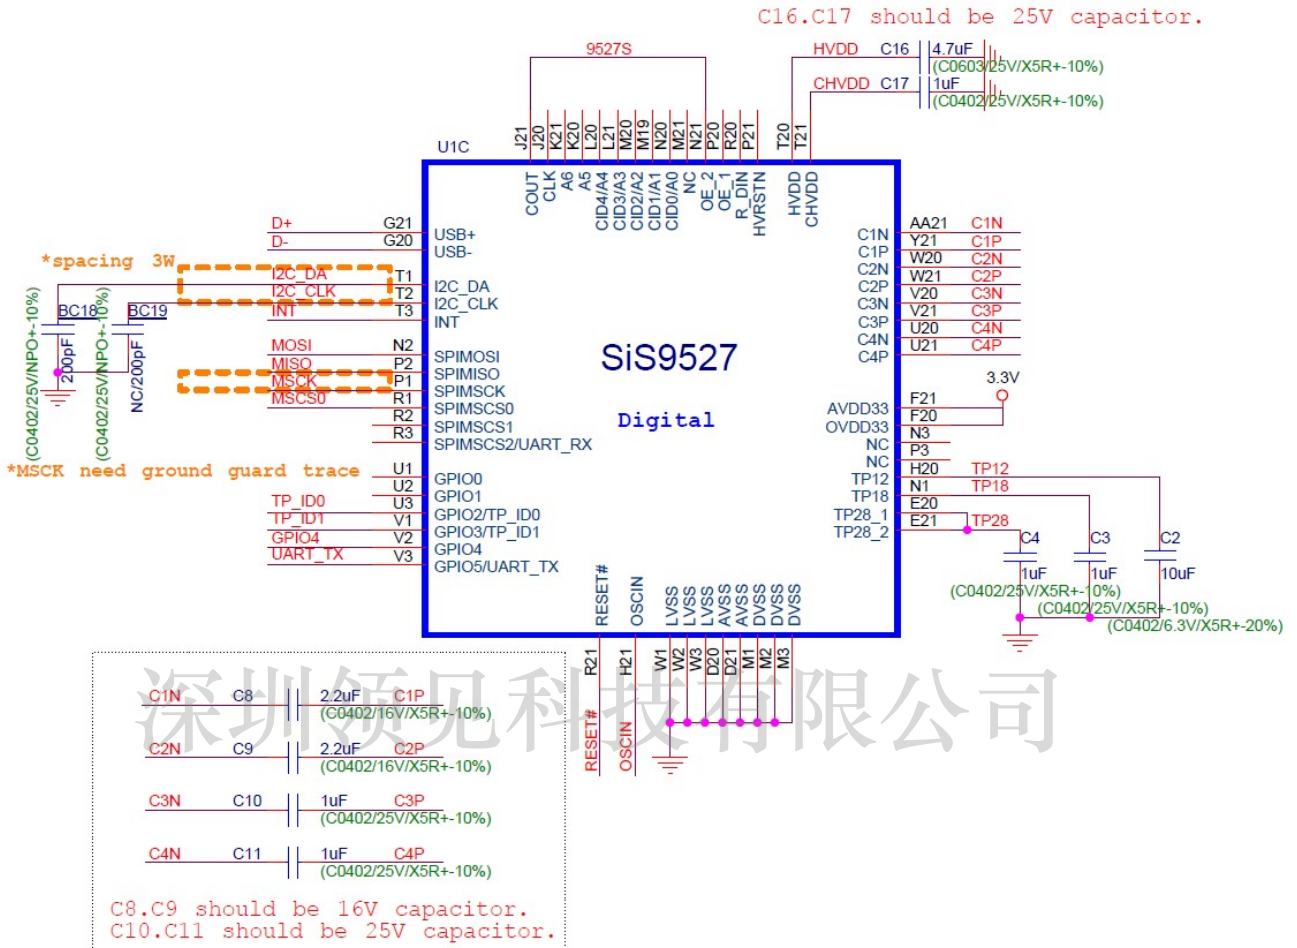 C16.C17 should be 25V capacitor.
9527S
HVDD C16 4.7uF
(C0603/25V/X5R+-10%)
CHVDD C17 1uF
(C0402/25V/X5R+-10%)
J21 J20 K21 K20 L20 L21 M20 M19 N20 M21 N21 P20 R20 P21 T20 T21
U1C
COUT CLK A6 A5 CID4/A4 CID3/A3 CID2/A2 CID1/A1 CID0/A0 NC OE_2 OE_1 R_DIN HVRSTN HVDD CHVDD
D+ G21 USB+
D- G20 USB-
*spacing 3W
I2C_DA T1 I2C_DA
I2C_CLK T2 I2C_CLK
INT T3 INT
BC18 200pF (C0402/25V/NPO+-10%)
BC19 NC/200pF (C0402/25V/NPO+-10%)
MOSI N2 SPIMOSI
MISO P2 SPIMISO
MSCK P1 SPIMSCK
MSCS0 R1 SPIMSCS0
R2 SPIMSCS1
R3 SPIMSCS2/UART_RX
*MSCK need ground guard trace
U1 GPIO0
U2 GPIO1
TP_ID0 U3 GPIO2/TP_ID0
TP_ID1 V1 GPIO3/TP_ID1
GPIO4 V2 GPIO4
UART_TX V3 GPIO5/UART_TX
SiS9527
Digital
C1N AA21 C1N
C1P Y21 C1P
C2N W20 C2N
C2P W21 C2P
C3N V20 C3N
C3P V21 C3P
C4N U20 C4N
C4P U21 C4P
3.3V
AVDD33 F21
OVDD33 F20
NC N3
NC P3
TP12 H20 TP12
TP18 N1 TP18
TP28_1 E20
TP28_2 E21 TP28
C4 1uF
(C0402/25V/X5R+-10%)
C3 1uF
(C0402/25V/X5R+-10%)
C2 10uF
(C0402/6.3V/X5R+-20%)
RESET# OSCIN LVSS LVSS LVSS AVSS AVSS DVSS DVSS DVSS
R21 H21 W1 W2 W3 D20 D21 M1 M2 M3
RESET# OSCIN
深圳领见科技有限公司
C1N C8 2.2uF C1P
(C0402/16V/X5R+-10%)
C2N C9 2.2uF C2P
(C0402/16V/X5R+-10%)
C3N C10 1uF C3P
(C0402/25V/X5R+-10%)
C4N C11 1uF C4P
(C0402/25V/X5R+-10%)
C8.C9 should be 16V capacitor.
C10.C11 should be 25V capacitor.